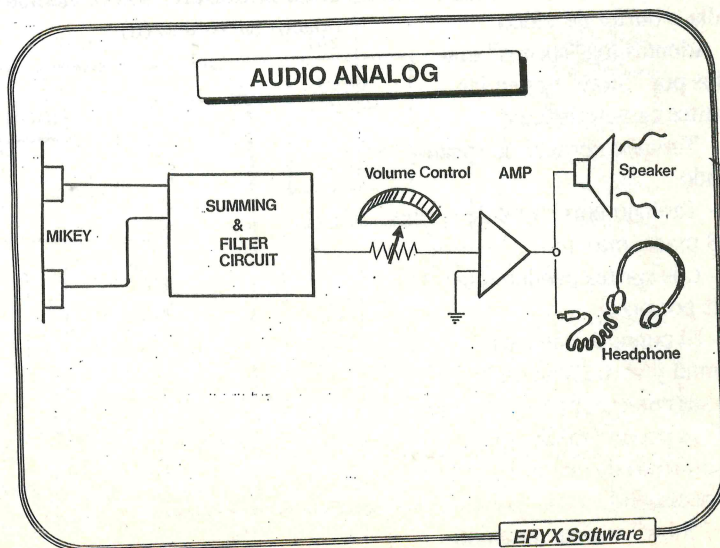 AUDIO ANALOG
MIKEY
SUMMING
&
FILTER
CIRCUIT
Volume Control
AMP
Speaker
Headphone
EPYX Software